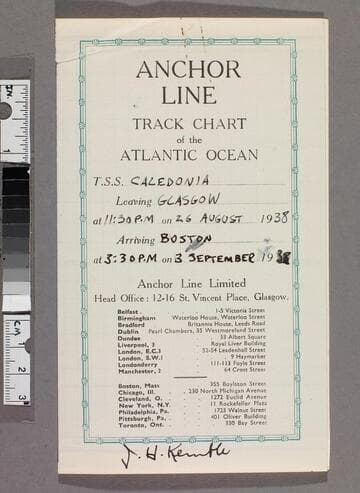 ANCHOR
LINE
TRACK CHART
of the
ATLANTIC OCEAN
T.S.S. CALEDONIA
Leaving GLASGOW
at 11:30 P.M on 26 AUGUST 1938
Arriving BOSTON
at 5:30 P.M on 3 SEPTEMBER 1938
Anchor Line Limited
Head Office : 12-16 St. Vincent Place, Glasgow.
Belfast . 1-5 Victoria Street
Birmingham Waterloo House, Waterloo Street
Bradford Britannia House, Leeds Road
Dublin Pearl Chambers, 35 Westmoreland Street
Dundee 33 Albert Square
Liverpool, 3 Royal Liver Building
London, E.C.3 52-54 Leadenhall Street
London, S.W.1 9 Haymarket
Londonderry 111-113 Foyle Street
Manchester, 2 64 Cross Street
Boston, Mass 355 Boylston Street
Chicago, Ill. 230 North Michigan Avenue
Cleveland, O. 1272 Euclid Avenue
New York, N.Y. 11 Rockefeller Plaza
Philadelphia, Pa. 1723 Walnut Street
Pittsburgh, Pa. 401 Oliver Building
Toronto, Ont. 330 Bay Street
J. H. Kemble
IN.
1
2
CM
1